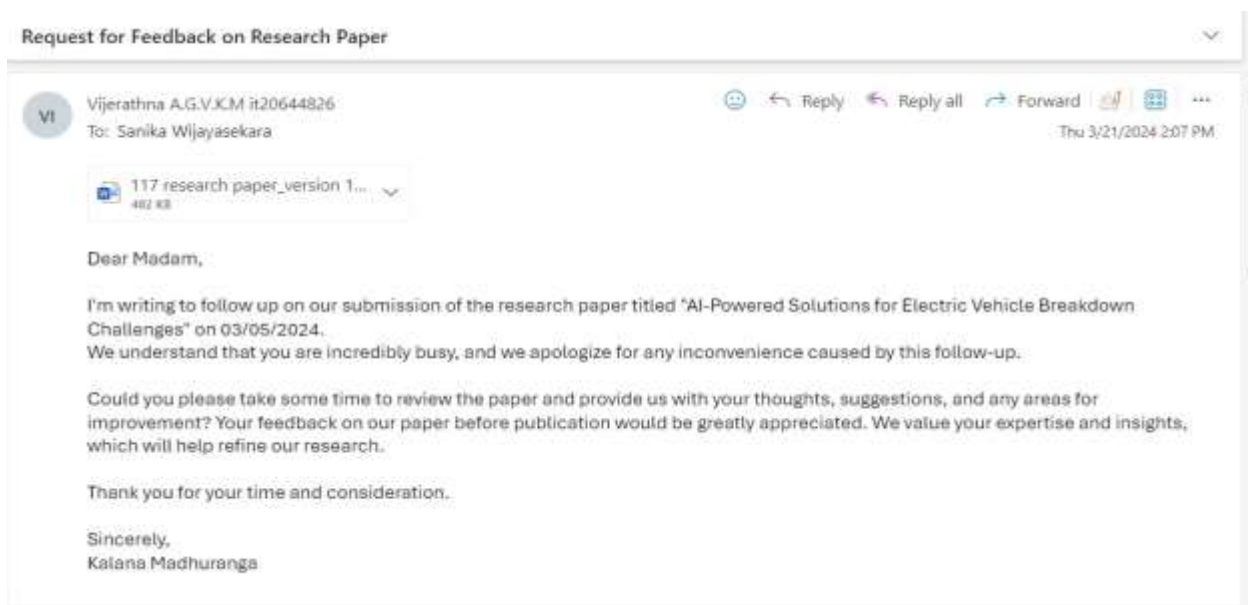 Request for Feedback on Research Paper
VI
Vijerathna A.G.V.K.M it20644826
Reply
Reply all
Forward
To: Sanika Wijayasekara
Thu 3/21/2024 2:07 PM
117 research paper_version 1...
482 KB
Dear Madam,
I'm writing to follow up on our submission of the research paper titled "AI-Powered Solutions for Electric Vehicle Breakdown
Challenges" on 03/05/2024.
We understand that you are incredibly busy, and we apologize for any inconvenience caused by this follow-up.
Could you please take some time to review the paper and provide us with your thoughts, suggestions, and any areas for
improvement? Your feedback on our paper before publication would be greatly appreciated. We value your expertise and insights,
which will help refine our research.
Thank you for your time and consideration.
Sincerely,
Kalana Madhuranga